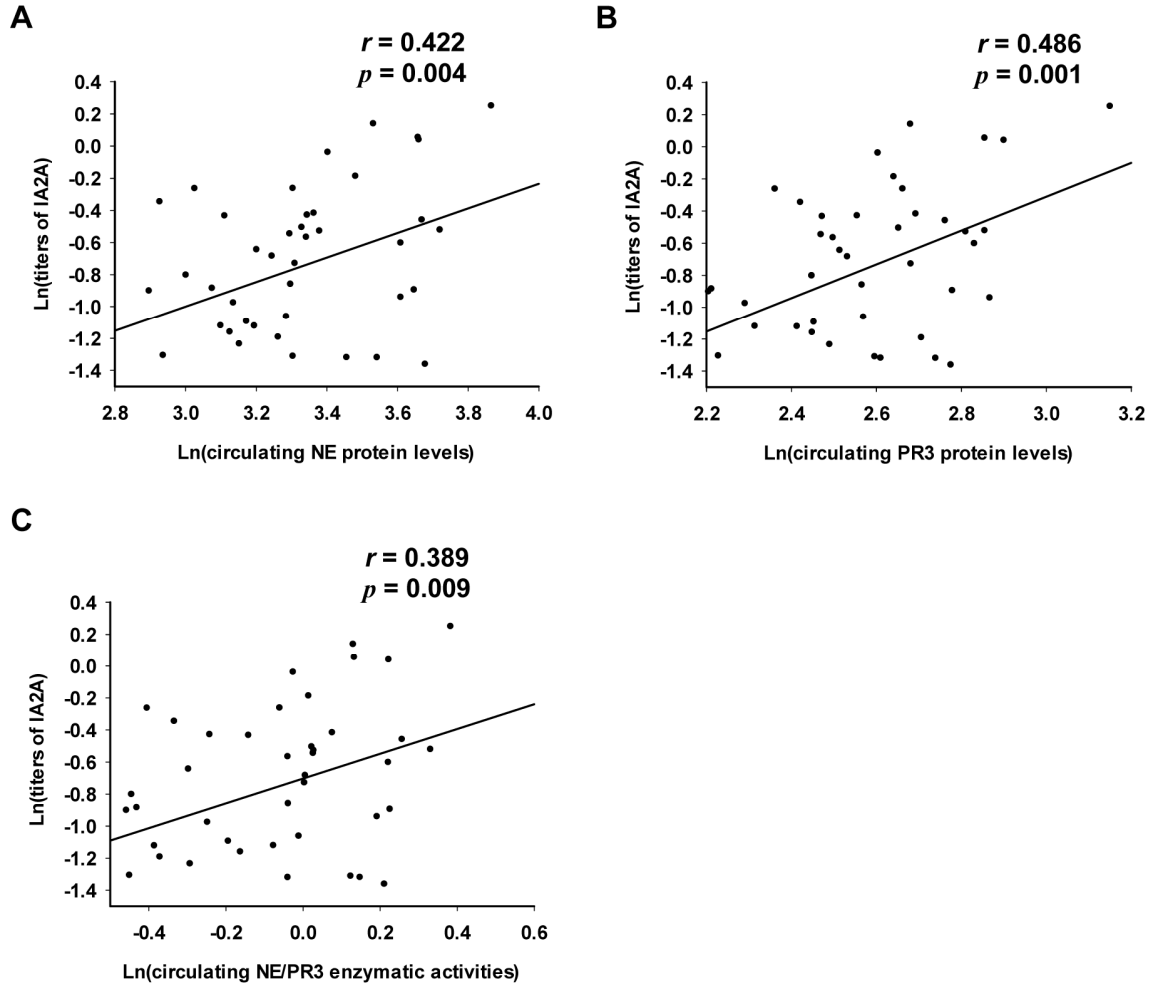 A
r = 0.422
p = 0.004
0.4
0.2
0.0
-0.2
-0.4
-0.6
-0.8
-1.0
-1.2
-1.4
Ln(titers of IA2A)
2.8 3.0 3.2 3.4 3.6 3.8 4.0
Ln(circulating NE protein levels)
B
r = 0.486
p = 0.001
0.4
0.2
0.0
-0.2
-0.4
-0.6
-0.8
-1.0
-1.2
-1.4
Ln(titers of IA2A)
2.2 2.4 2.6 2.8 3.0 3.2
Ln(circulating PR3 protein levels)
C
r = 0.389
p = 0.009
0.4
0.2
0.0
-0.2
-0.4
-0.6
-0.8
-1.0
-1.2
-1.4
Ln(titers of IA2A)
-0.4 -0.2 0.0 0.2 0.4 0.6
Ln(circulating NE/PR3 enzymatic activities)